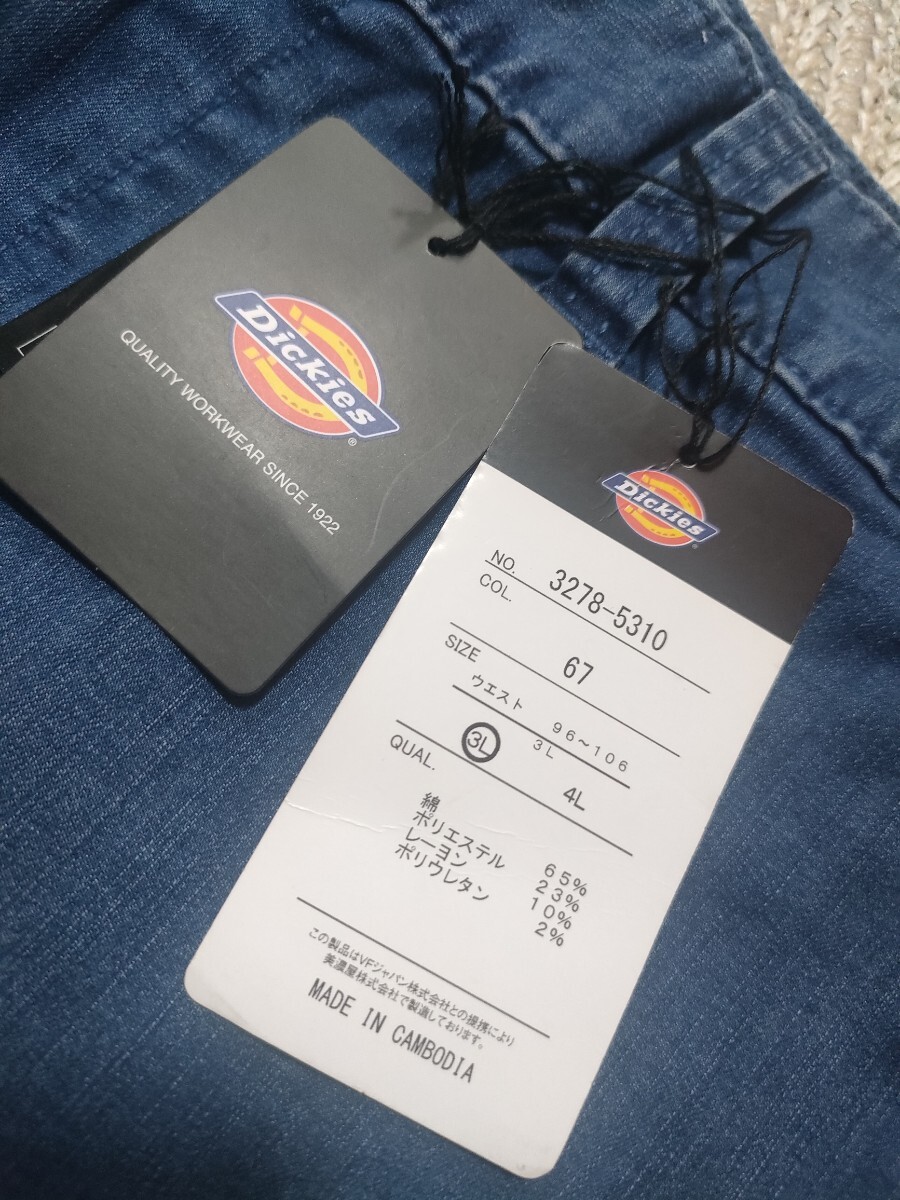 Dickies
®
QUALITY WORKWEAR SINCE 1922
Dickies
®
NO. 3278-5310
COL.
67
SIZE
ウエスト 96~106
3L 3L 4L
QUAL.
綿 65%
ポリエステル 23%
レーヨン 10%
ポリウレタン 2%
この製品はVFジャパン株式会社との提携により
美濃屋株式会社で製造しております。
MADE IN CAMBODIA